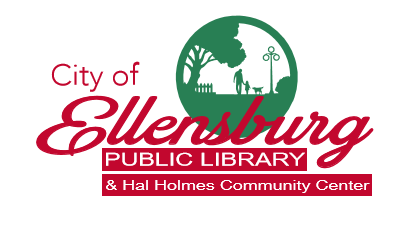 City of
Ellensburg
PUBLIC LIBRARY
& Hal Holmes Community Center